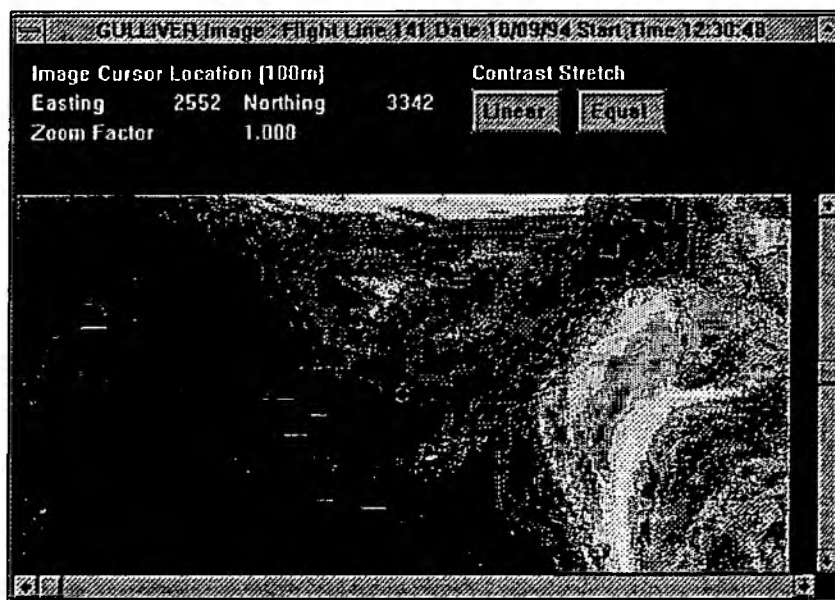 GULLIVER Image : Flight Line 141 Date 10/09/94 Start Time 12:30:48
Image Cursor Location (100m) Contrast Stretch
Easting 2552 Northing 3342 Linear Equal
Zoom Factor 1.000